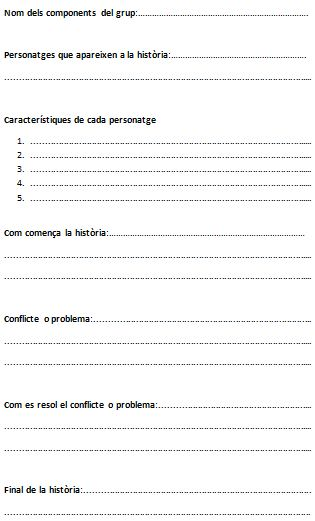 Nom dels components del grup:..............................................................
Personatges que apareixen a la història:.................................................
................................................................................................................
Característiques de cada personatge
1. ......................................................................................................
2. ......................................................................................................
3. ......................................................................................................
4. ......................................................................................................
5. ......................................................................................................
Com comença la història:......................................................................
................................................................................................................
................................................................................................................
Conflicte o problema:...............................................................................
................................................................................................................
................................................................................................................
Com es resol el conflicte o problema:.......................................................
................................................................................................................
................................................................................................................
Final de la història:...................................................................................
................................................................................................................